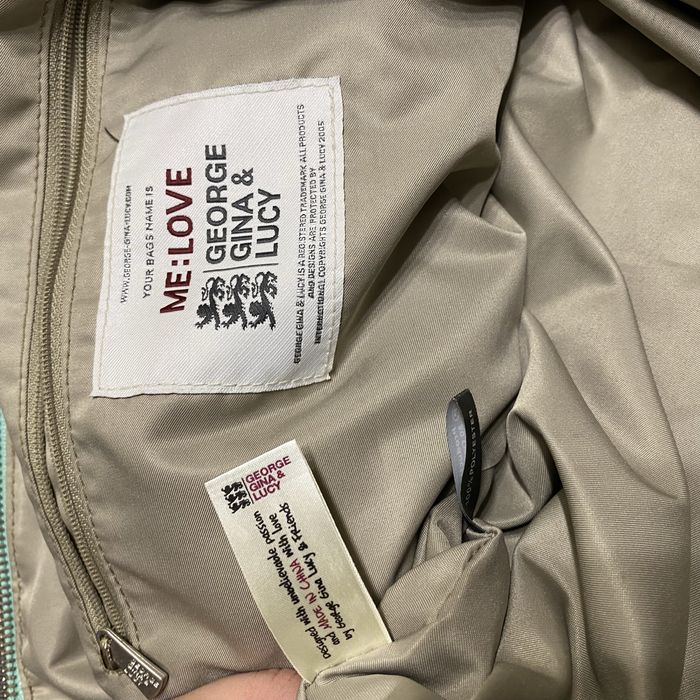 WWW.GEORGE-GINA-LUCY.COM
YOUR BAGS NAME IS
ME:LOVE
GEORGE
GINA &
LUCY
GEORGE GINA & LUCY IS A REGISTERED TRADEMARK ALL PRODUCTS
AND DESIGNS ARE PROTECTED BY
INTERNATIONAL COPYRIGHTS GEORGE GINA & LUCY 2005
GEORGE
GINA &
LUCY
Designed with unbelievable passion
and MADE IN CHINA with love
by George Gina Lucy & Friends
100% POLYESTER